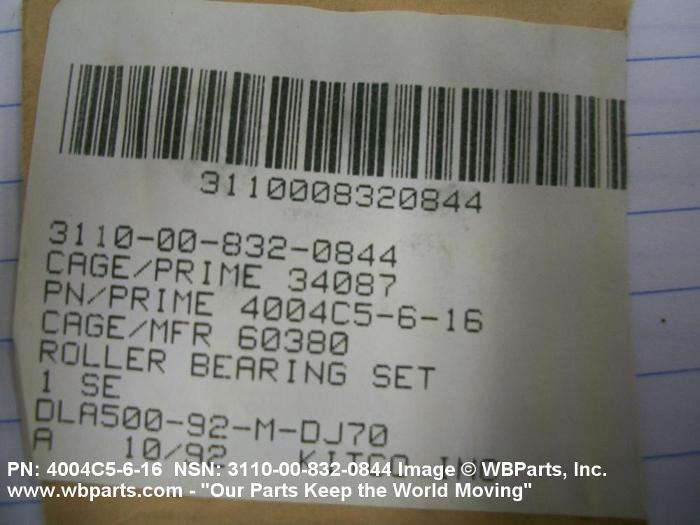 3110008320844
3110-00-832-0844
CAGE/PRIME 34087
PN/PRIME 4004C5-6-16
CAGE/MFR 60380
ROLLER BEARING SET
1 SE
DLA500-92-M-DJ70
A 10/92 KITCO INC
PN: 4004C5-6-16 NSN: 3110-00-832-0844 Image © WBParts, Inc.
www.wbparts.com - "Our Parts Keep the World Moving"